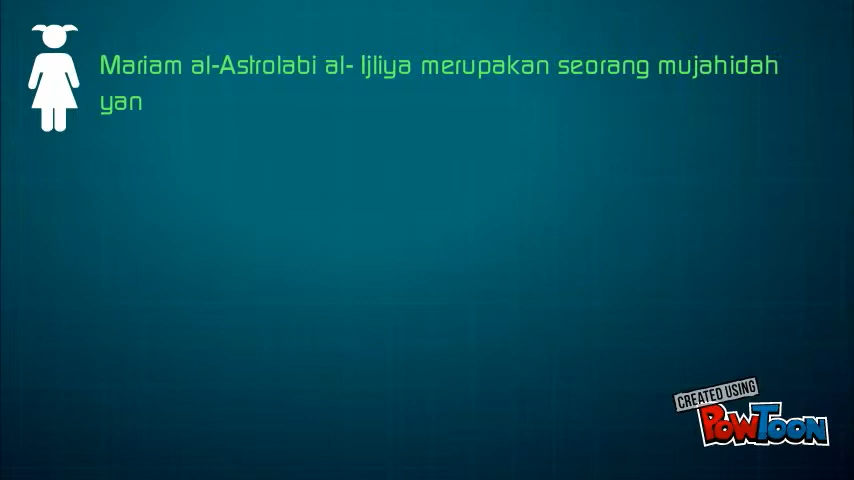 Mariam al-Astrolabi al- Ijliya merupakan seorang mujahidah
yan
CREATED USING
POWTOON